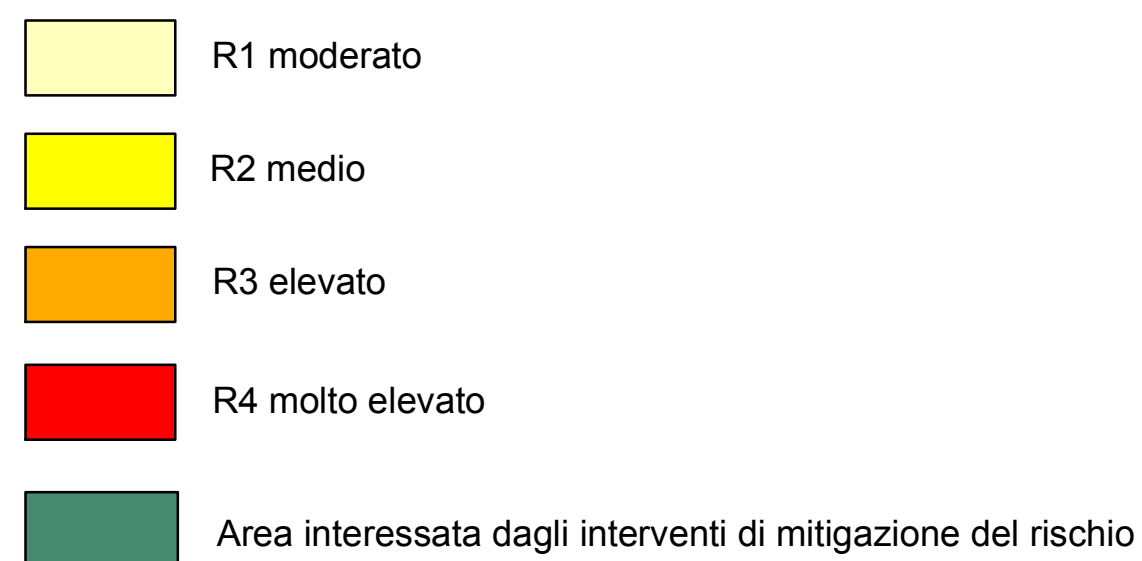 R1 moderato
R2 medio
R3 elevato
R4 molto elevato
Area interessata dagli interventi di mitigazione del rischio